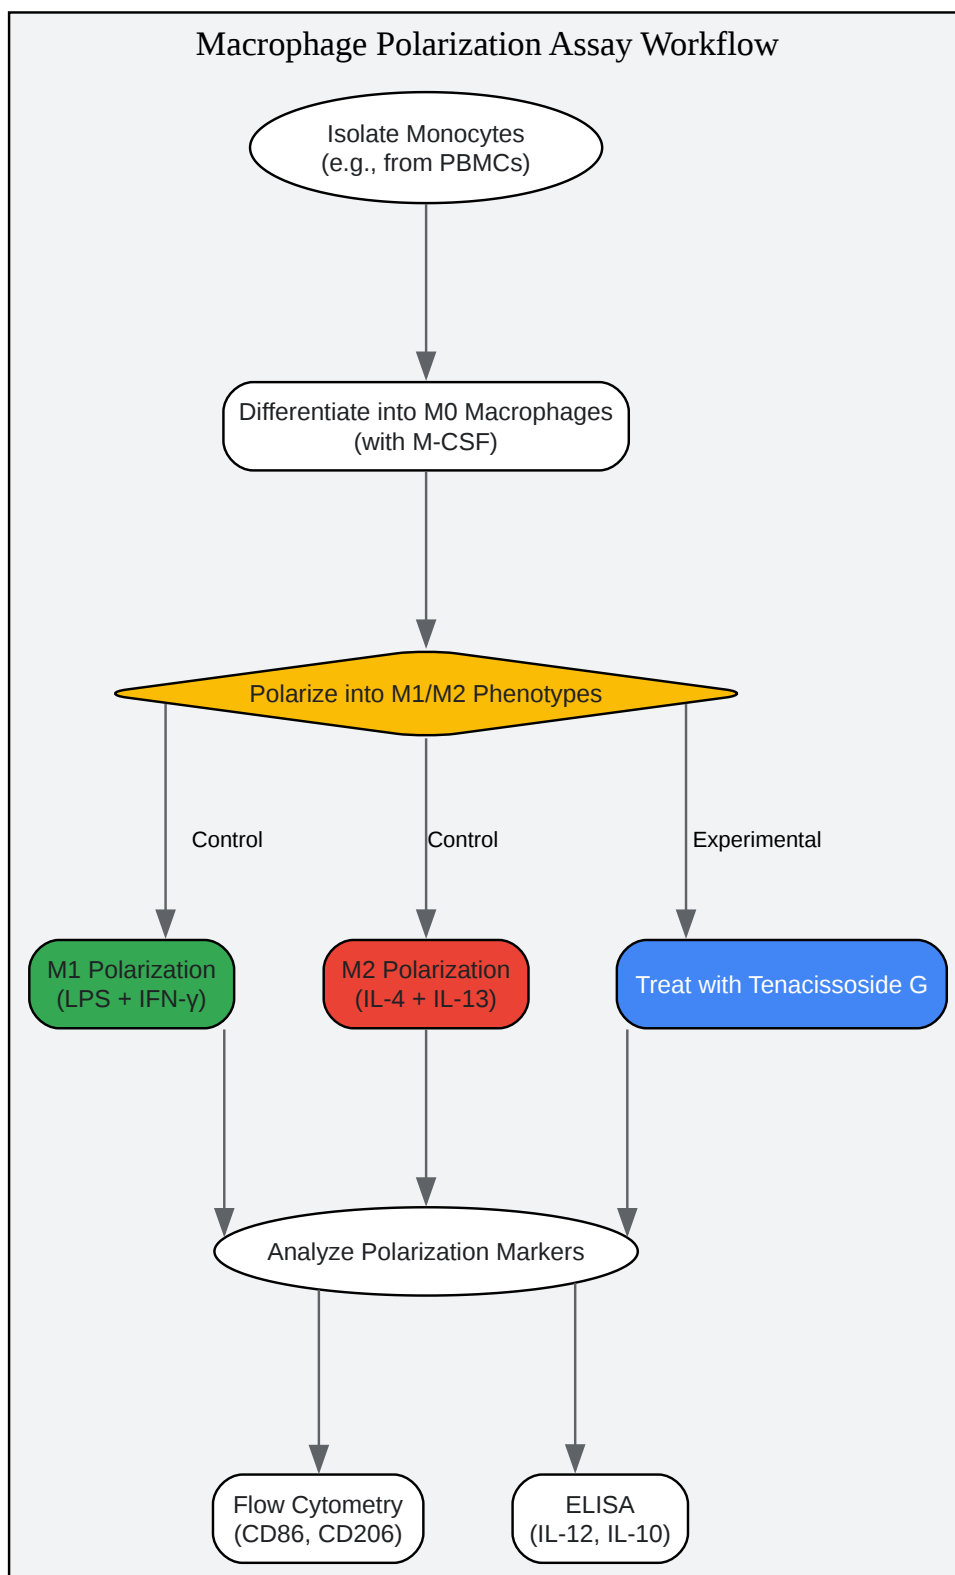 Macrophage Polarization Assay Workflow
Isolate Monocytes
(e.g., from PBMCs)
Differentiate into M0 Macrophages
(with M-CSF)
Polarize into M1/M2 Phenotypes
Control
Control
Experimental
M1 Polarization
(LPS + IFN-γ)
M2 Polarization
(IL-4 + IL-13)
Treat with Tenacissoside G
Analyze Polarization Markers
Flow Cytometry
(CD86, CD206)
ELISA
(IL-12, IL-10)